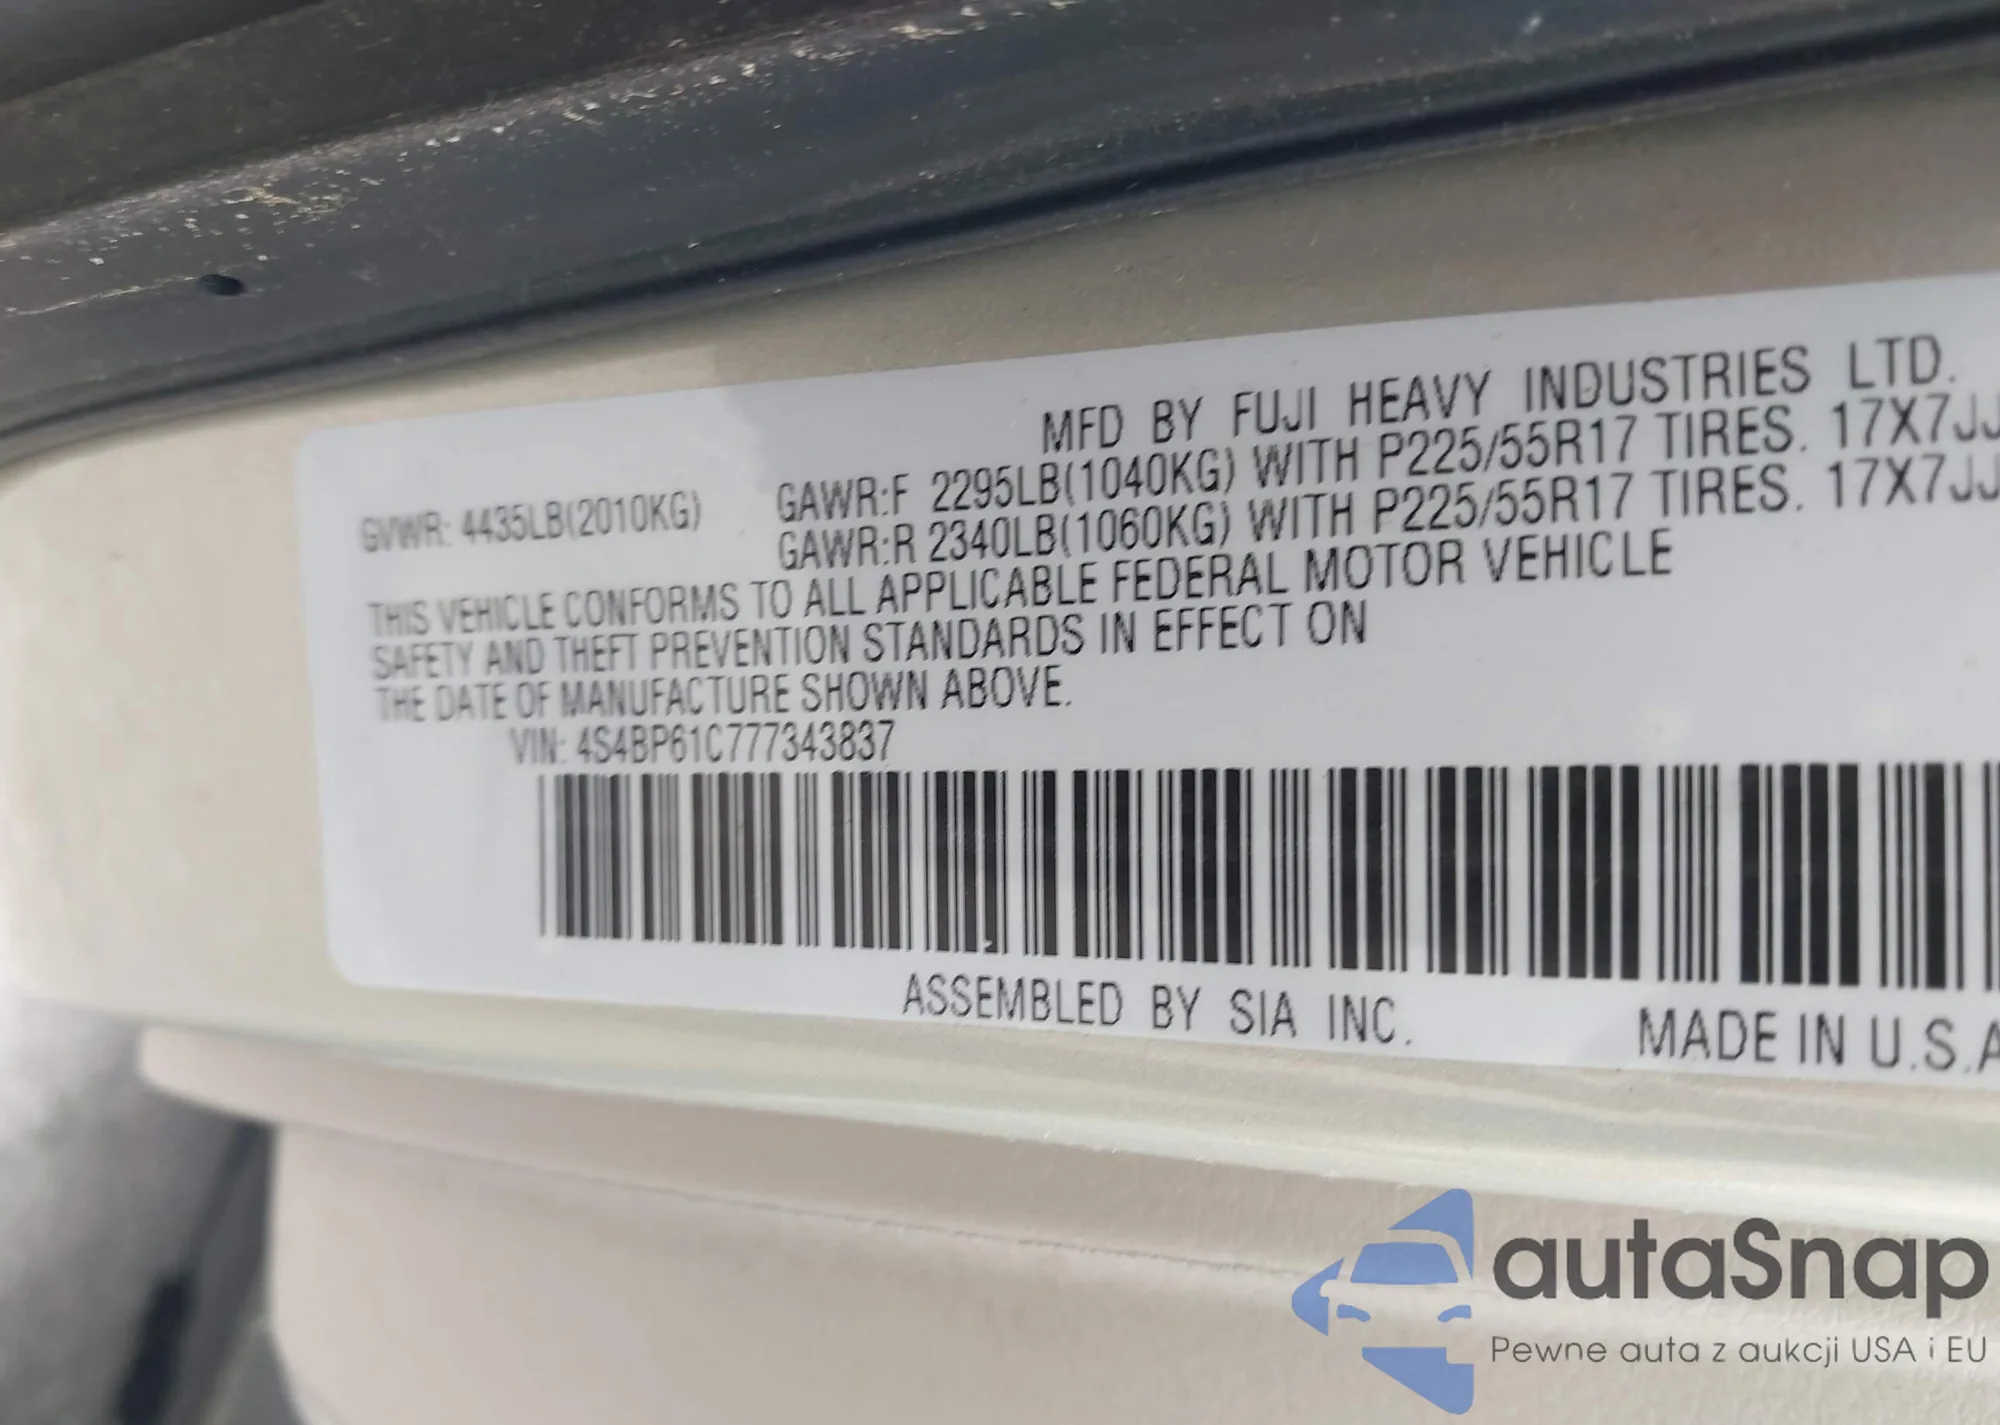 MFD BY FUJI HEAVY INDUSTRIES LTD.
GVWR: 4435LB(2010KG) GAWR:F 2295LB(1040KG) WITH P225/55R17 TIRES. 17X7JJ
GAWR:R 2340LB(1060KG) WITH P225/55R17 TIRES. 17X7JJ
THIS VEHICLE CONFORMS TO ALL APPLICABLE FEDERAL MOTOR VEHICLE
SAFETY AND THEFT PREVENTION STANDARDS IN EFFECT ON
THE DATE OF MANUFACTURE SHOWN ABOVE.
VIN: 4S4BP61C777343837
ASSEMBLED BY SIA INC. MADE IN U.S.A
autaSnap
Pewne auta z aukcji USA i EU